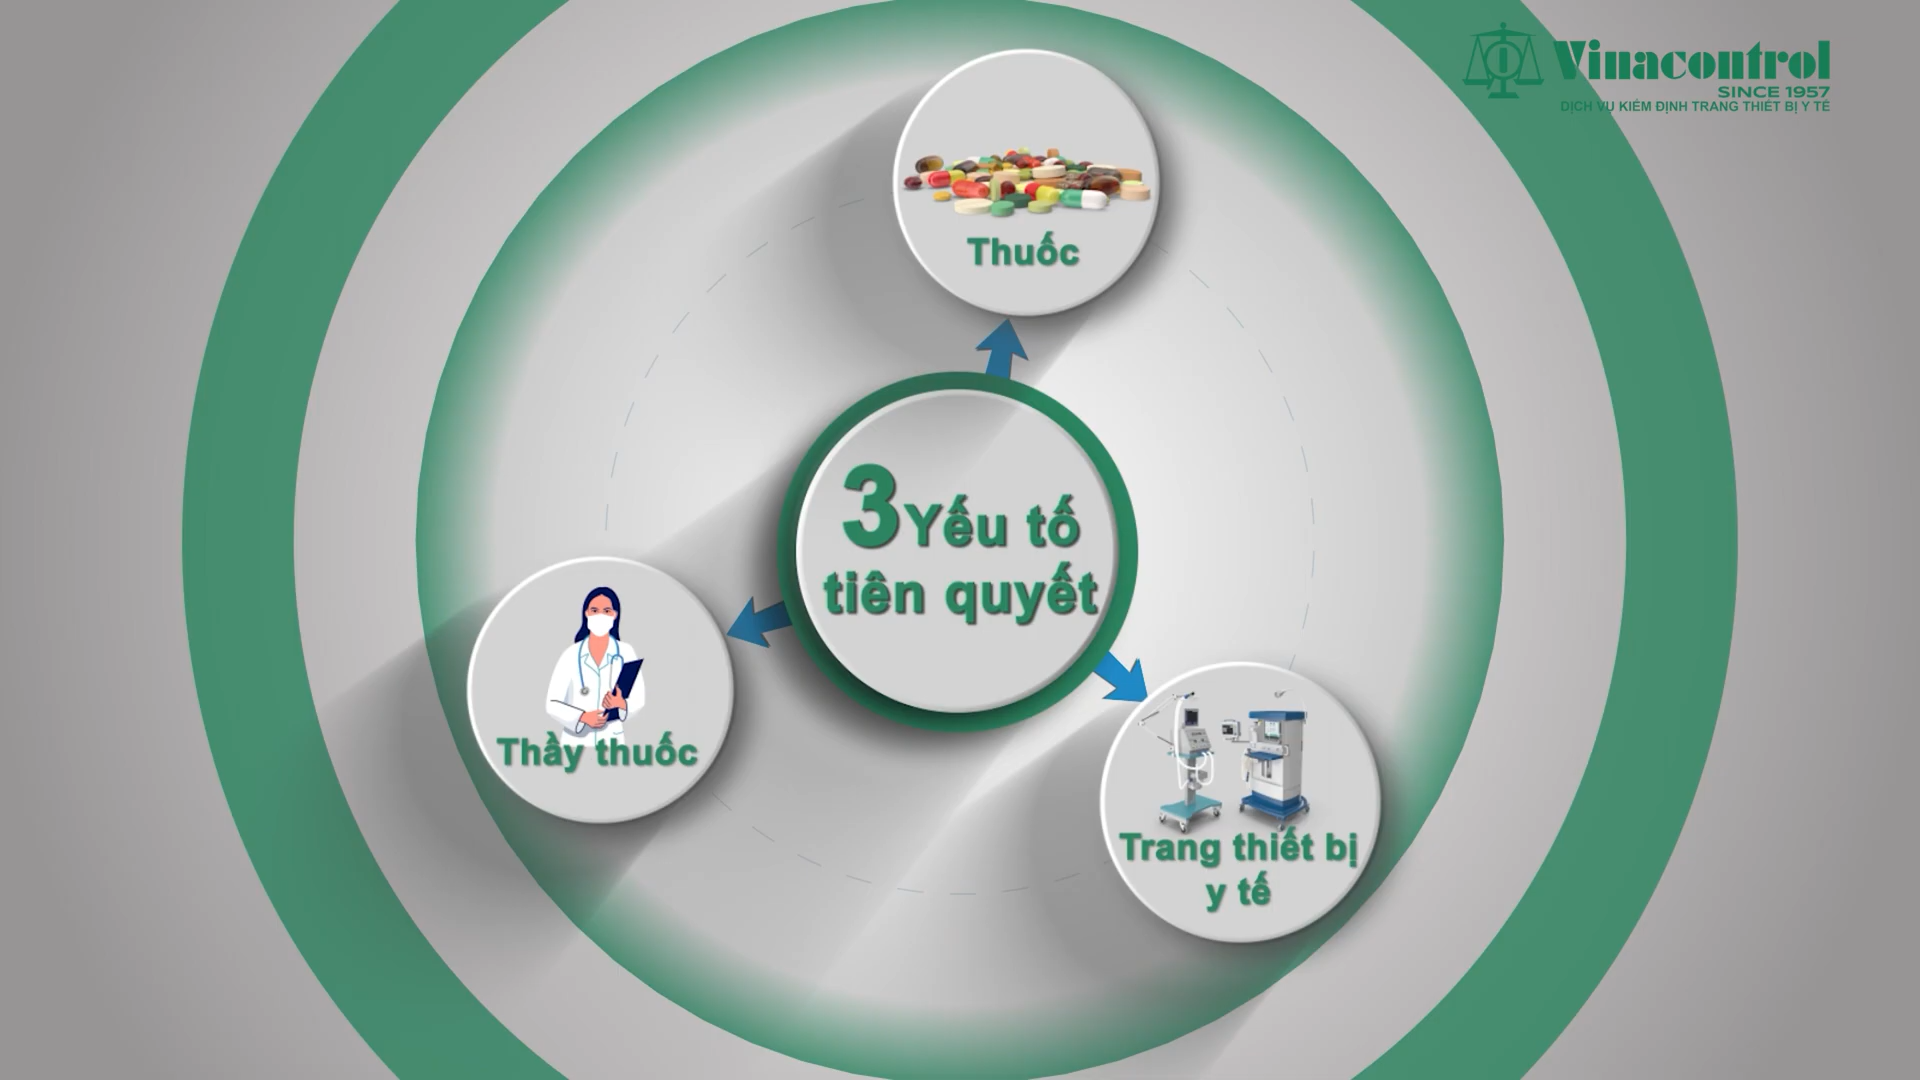 Vinacontrol
SINCE 1957
DỊCH VỤ KIỂM ĐỊNH TRANG THIẾT BỊ Y TẾ
Thuốc
3 Yếu tố
tiên quyết
Thầy thuốc
Trang thiết bị
y tế